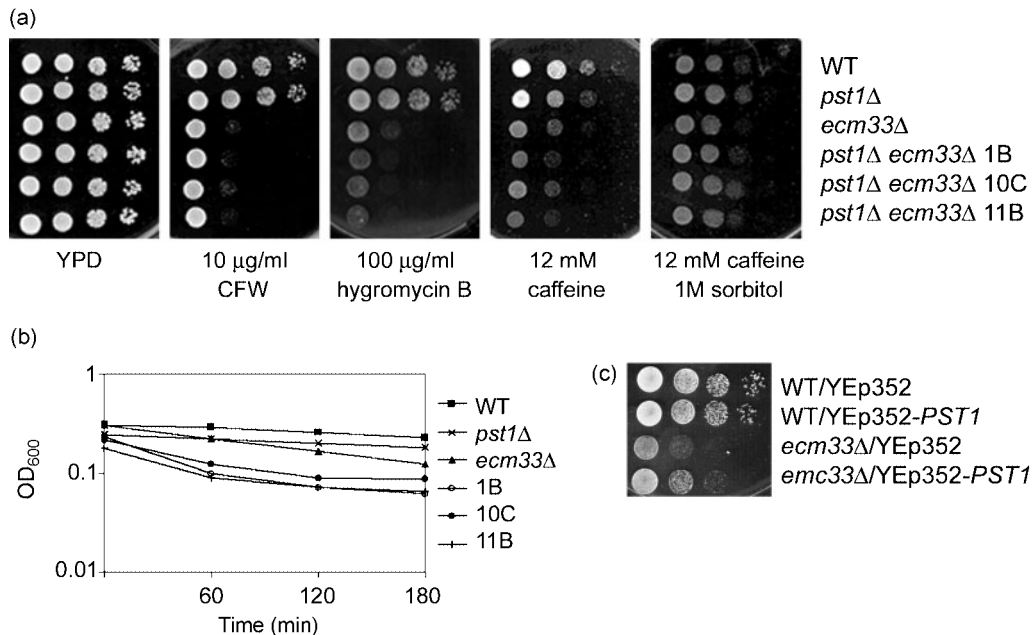 (a)
WT
pst1Δ
ecm33Δ
pst1Δ ecm33Δ 1B
pst1Δ ecm33Δ 10C
pst1Δ ecm33Δ 11B
YPD
10 μg/ml
CFW
100 μg/ml
hygromycin B
12 mM
caffeine
12 mM caffeine
1M sorbitol
(b)
1
0.1
0.01
OD600
60
120
180
Time (min)
WT
pst1Δ
ecm33Δ
1B
10C
11B
(c)
WT/YEp352
WT/YEp352-PST1
ecm33Δ/YEp352
emc33Δ/YEp352-PST1